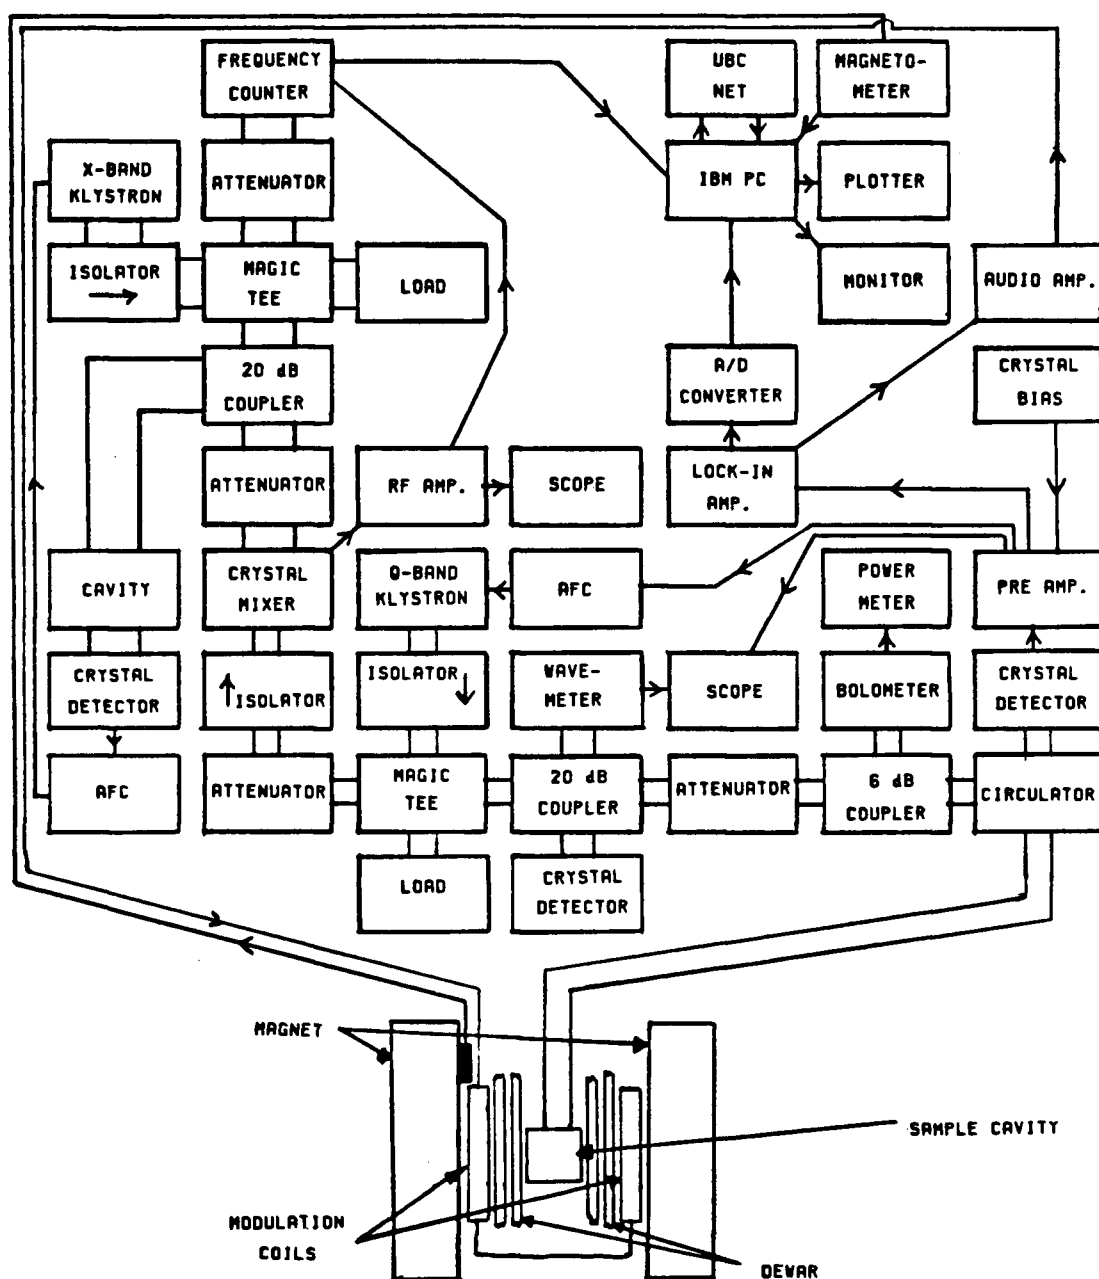 FREQUENCY
COUNTER
UBC
NET
MAGNETO-
METER
X-BAND
KLYSTRON
ATTENUATOR
IBM PC
PLOTTER
ISOLATOR
MAGIC
TEE
LOAD
MONITOR
AUDIO AMP.
20 dB
COUPLER
A/D
CONVERTER
CRYSTAL
BIAS
ATTENUATOR
RF AMP.
SCOPE
LOCK-IN
AMP.
CAVITY
CRYSTAL
MIXER
Q-BAND
KLYSTRON
AFC
POWER
METER
PRE AMP.
CRYSTAL
DETECTOR
ISOLATOR
ISOLATOR
WAVE-
METER
SCOPE
BOLOMETER
CRYSTAL
DETECTOR
AFC
ATTENUATOR
MAGIC
TEE
20 dB
COUPLER
ATTENUATOR
6 dB
COUPLER
CIRCULATOR
LOAD
CRYSTAL
DETECTOR
MAGNET
SAMPLE CAVITY
MODULATION
COILS
DEWAR